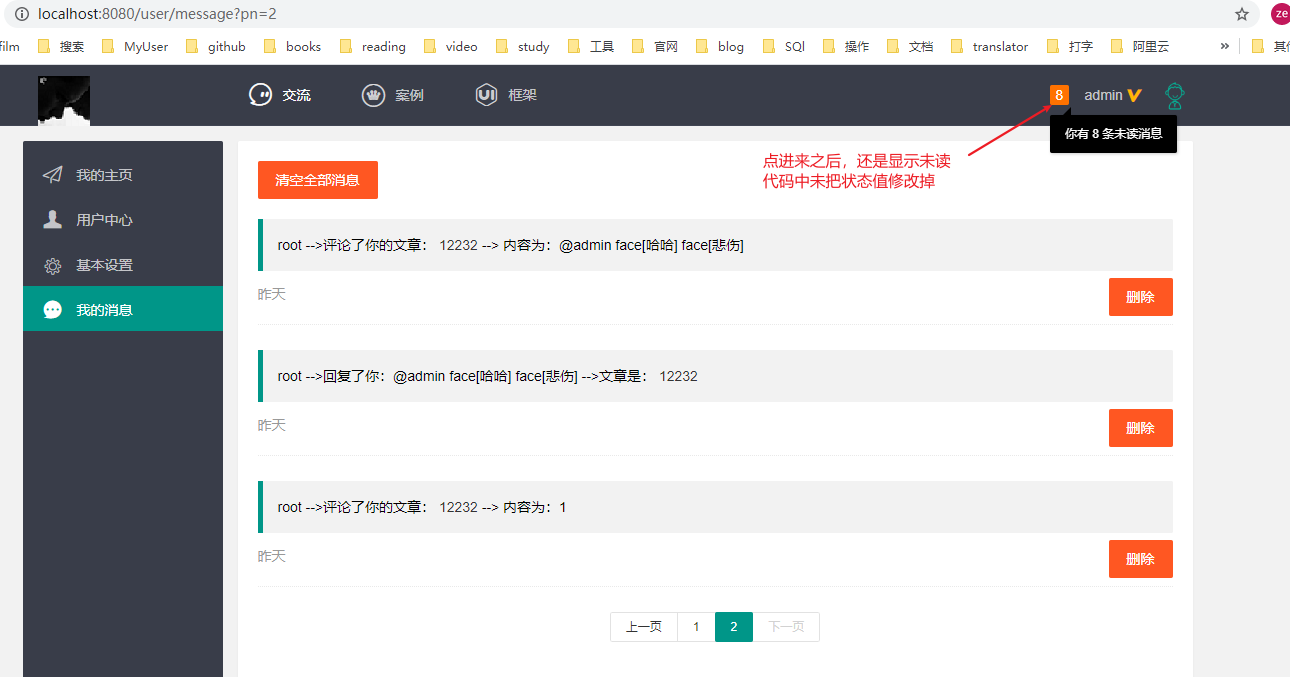 localhost:8080/user/message?pn=2
ze
film 搜索 MyUser github books reading video study 工具 官网 blog SQl 操作 文档 translator 打字 阿里云 »
交流 案例 框架 8 admin
你有 8 条未读消息
点进来之后，还是显示未读
代码中未把状态值修改掉
我的主页
用户中心
基本设置
我的消息
清空全部消息
root -->评论了你的文章： 12232 --> 内容为：@admin face[哈哈] face[悲伤]
昨天 删除
root -->回复了你：@admin face[哈哈] face[悲伤] -->文章是： 12232
昨天 删除
root -->评论了你的文章： 12232 --> 内容为：1
昨天 删除
上一页 1 2 下一页